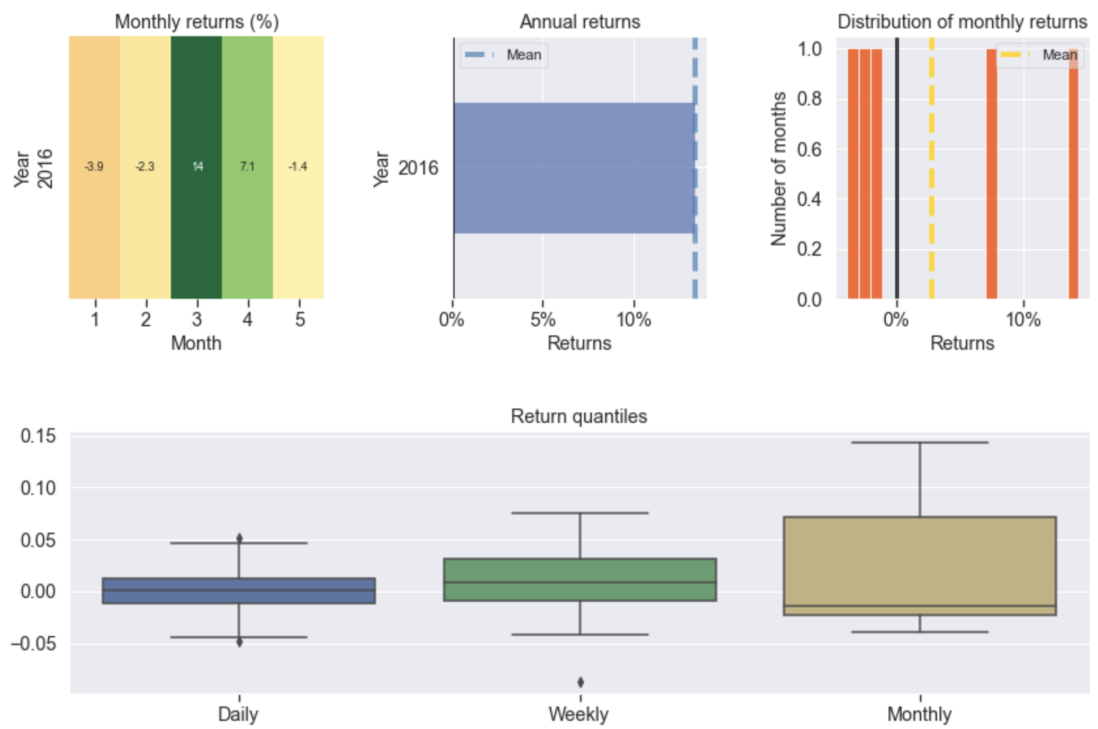 Monthly returns (%)
Year
2016
-3.9 -2.3 14 7.1 -1.4
1 2 3 4 5
Month
Annual returns
Mean
Year
2016
0% 5% 10%
Returns
Distribution of monthly returns
Mean
Number of months
1.0
0.8
0.6
0.4
0.2
0.0
0% 10%
Returns
Return quantiles
0.15
0.10
0.05
0.00
−0.05
Daily Weekly Monthly